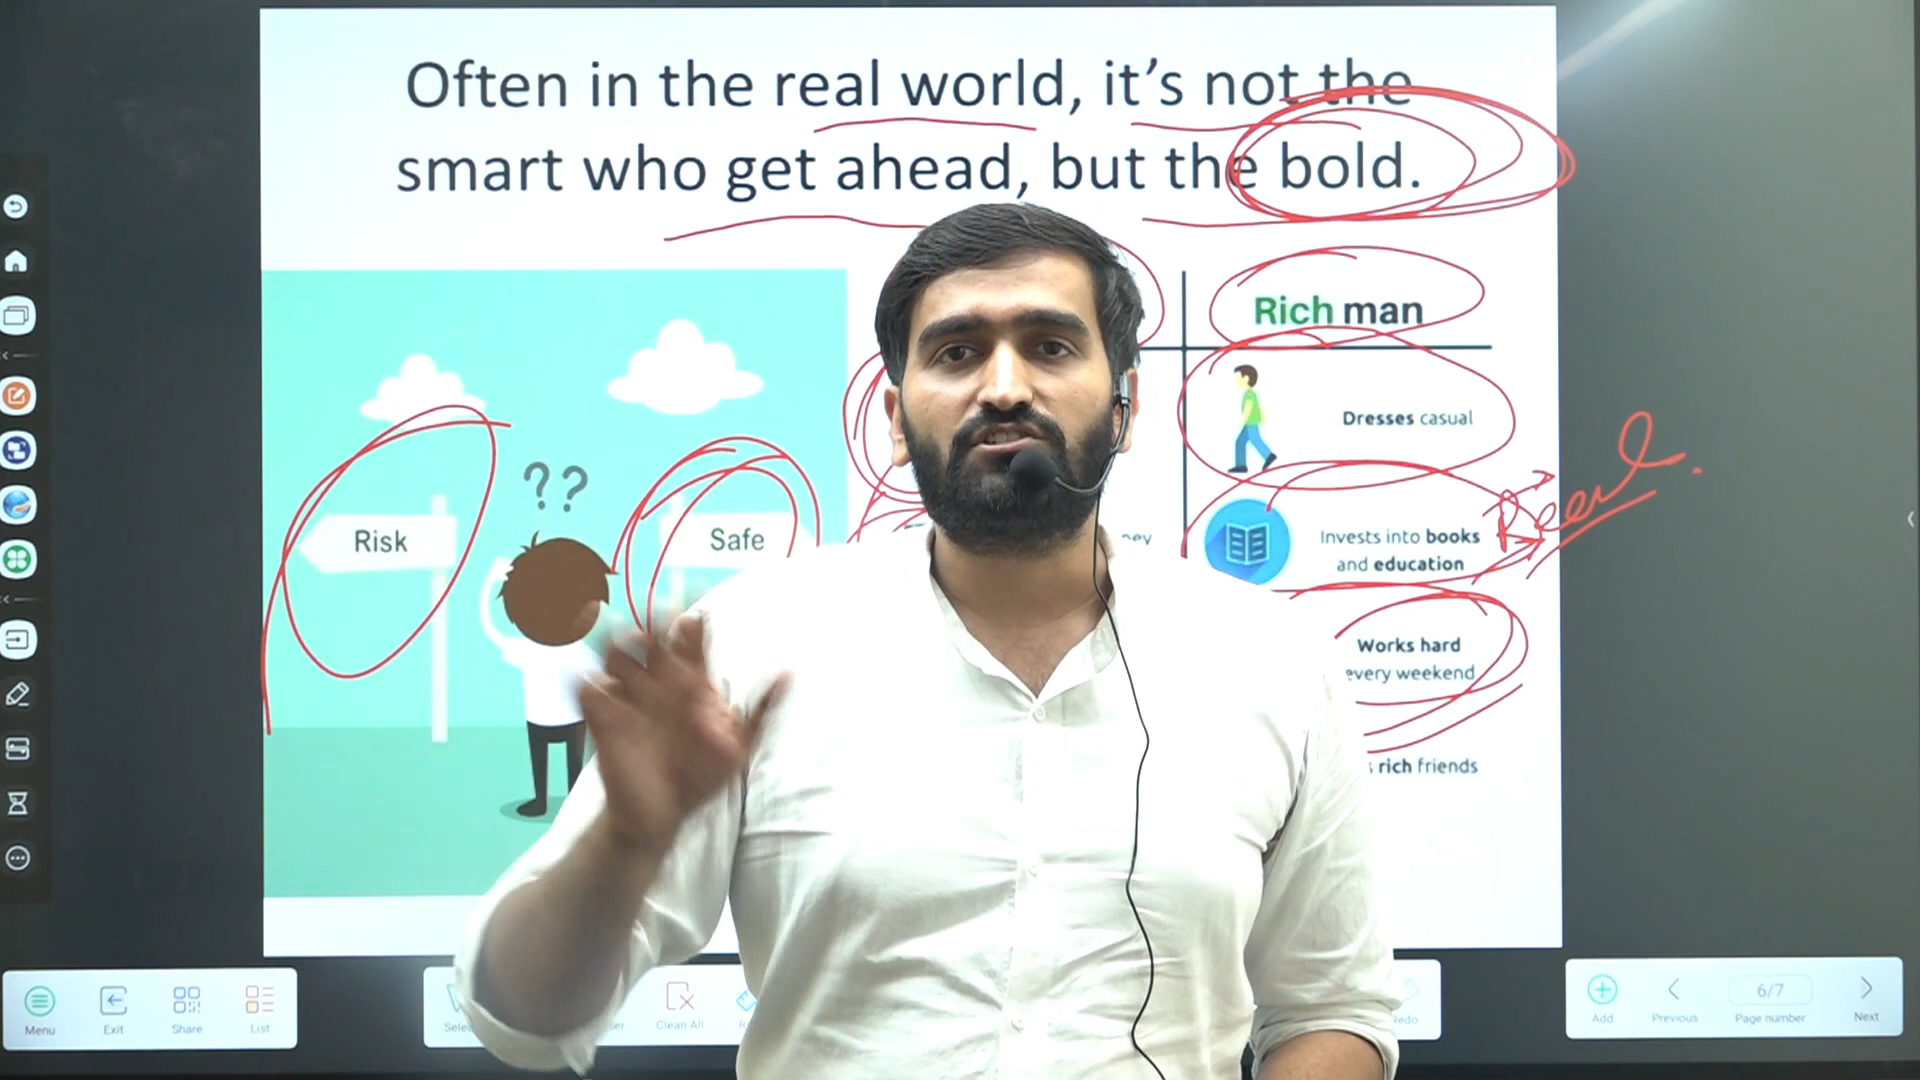 Often in the real world, it's not the
smart who get ahead, but the bold.
Rich man
Dresses casual
??
Risk
Safe
Invests into books
and education
Works hard
every weekend
rich friends
Menu
Exit
Share
List
Clean All
Add
Previous
6/7
Page number
Next